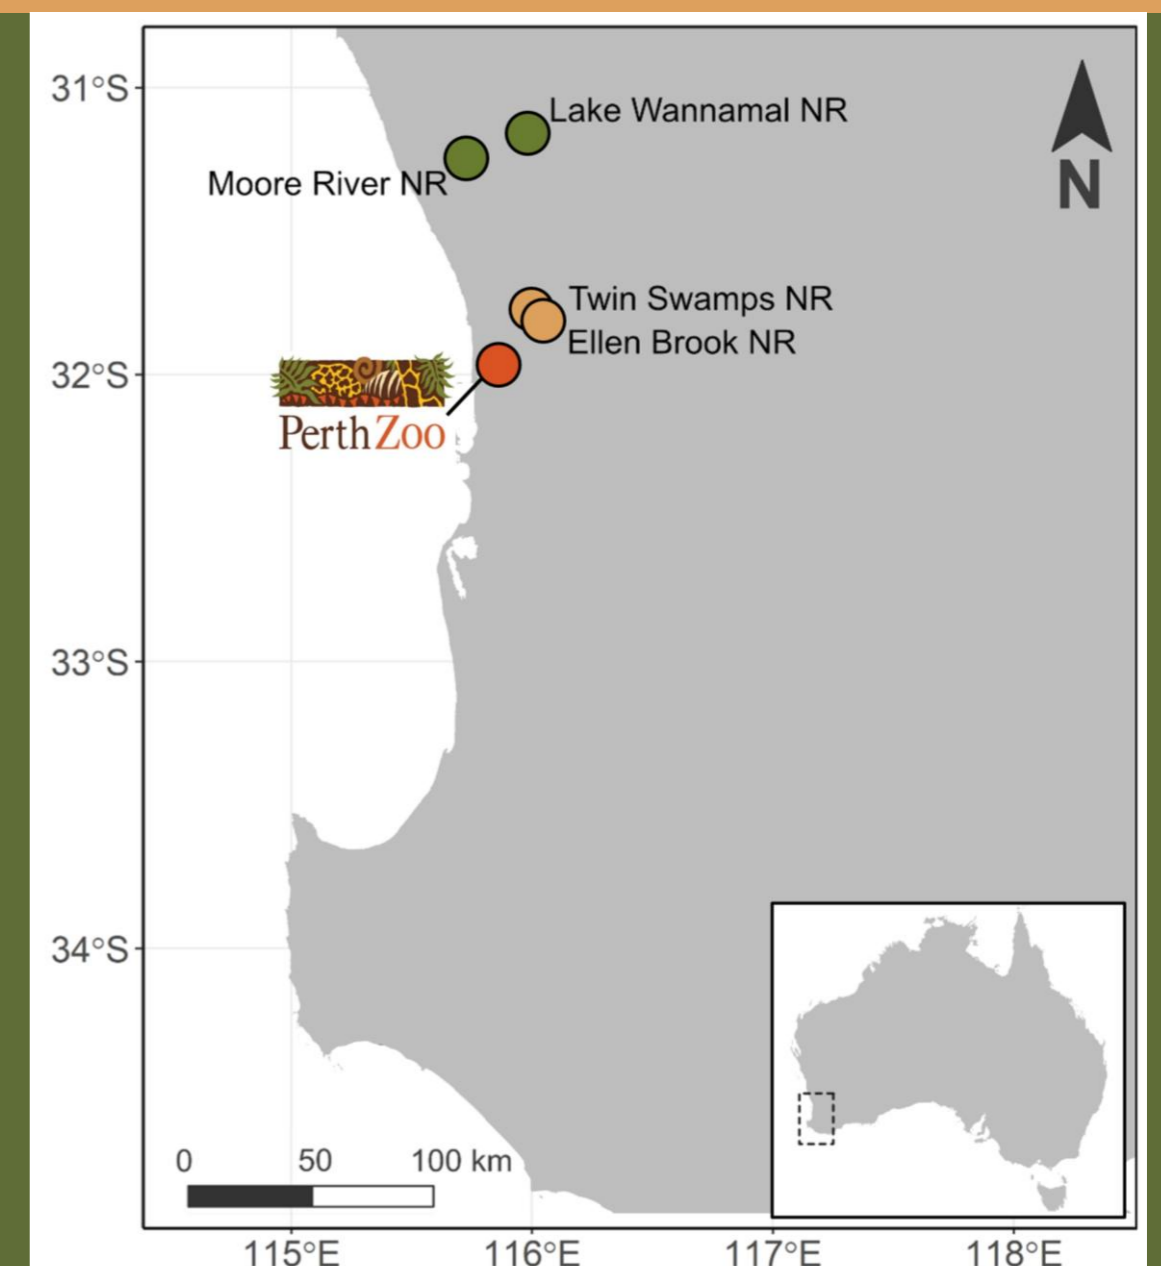 31°S
Lake Wannamal NR
Moore River NR
N
Twin Swamps NR
Ellen Brook NR
32°S
Perth Zoo
33°S
34°S
0 50 100 km
115°E 116°E 117°E 118°E